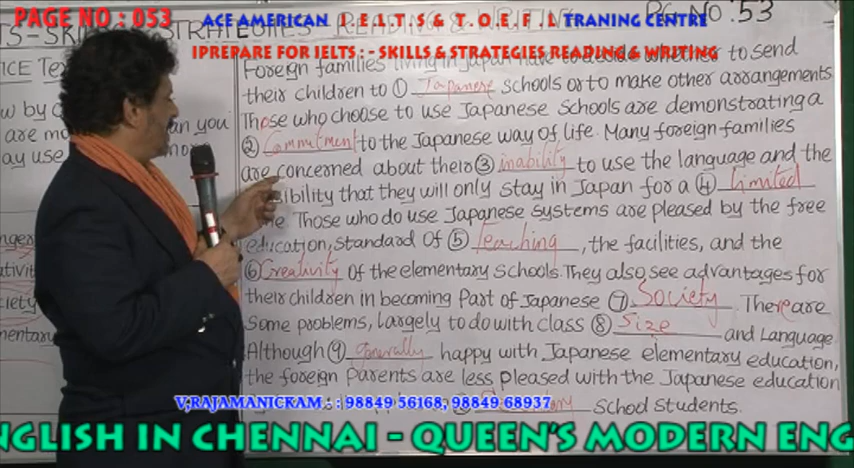 PAGE NO : 053
ACE AMERICAN I.E.L.T.S & T.O.E.F.L TRANING CENTRE
PG.NO:53
IPREPARE FOR IELTS : - SKILLS & STRATEGIES READING & WRITING
Foreign families living in Japan have to decide whether to send
their children to ① Japanese schools or to make other arrangements
Those who choose to use Japanese Schools are demonstrating a
② Commitment to the Japanese way of life. Many foreign families
are concerned about their ③ inability to use the language and the
that they will only stay in Japan for a ④ limited
Those who do use Japanese systems are pleased by the free
education, standard of ⑤ Teaching, the facilities, and the
⑥ Creativity of the elementary schools. They also see advantages for
their children in becoming part of Japanese ⑦ Society There are
Some problems, largely to do with class ⑧ Size and Language.
Although ⑨ generally happy with Japanese elementary education,
the foreign parents are less pleased with the Japanese education
School students.
V,RAJAMANICKAM. : : 98849 56168, 98849 68937
NGLISH IN CHENNAI - QUEEN'S MODERN ENG